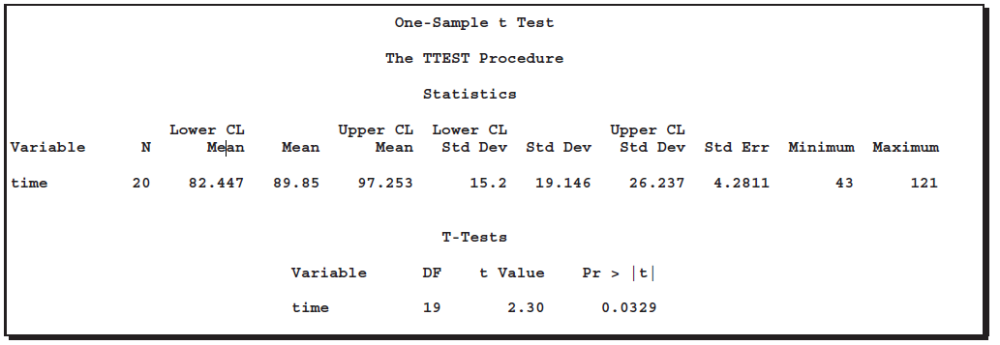 One-Sample t Test
The TTEST Procedure
Statistics
Lower CL Upper CL Lower CL Upper CL
Variable N Mean Mean Mean Std Dev Std Dev Std Dev Std Err Minimum Maximum
time 20 82.447 89.85 97.253 15.2 19.146 26.237 4.2811 43 121
T-Tests
Variable DF t Value Pr > |t|
time 19 2.30 0.0329